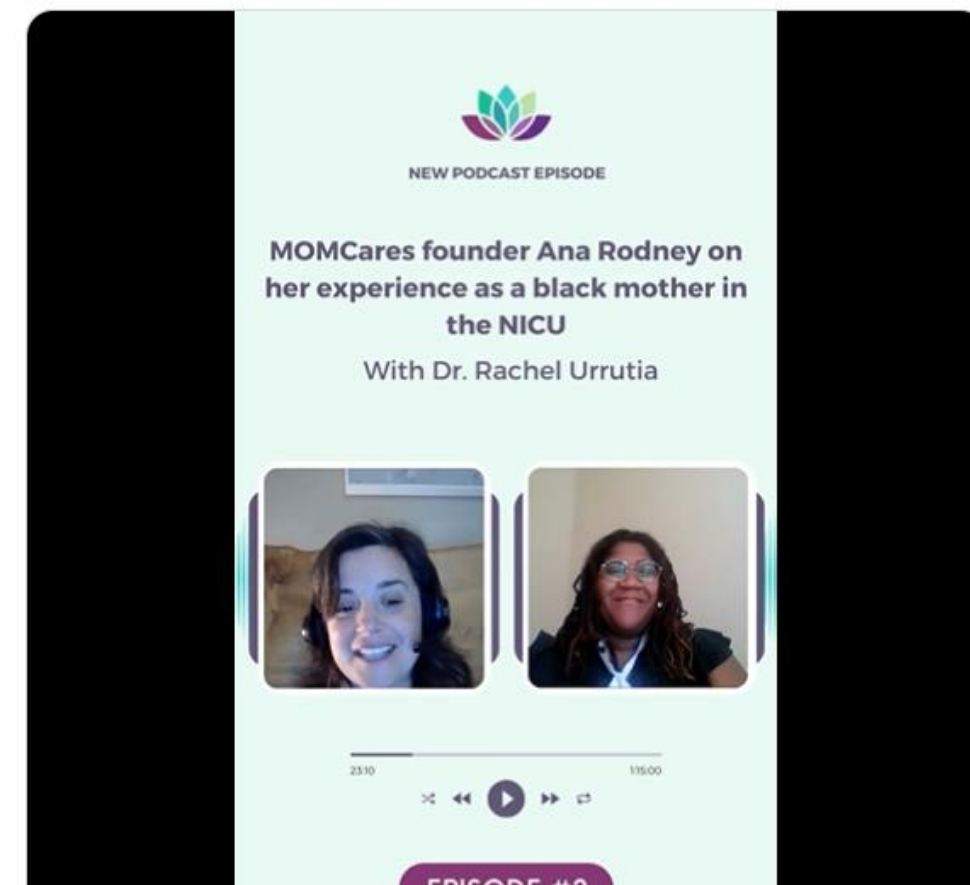 NEW PODCAST EPISODE
MOMCares founder Ana Rodney on
her experience as a black mother in
the NICU
With Dr. Rachel Urrutia
23:10
1:15:00
EPISODE